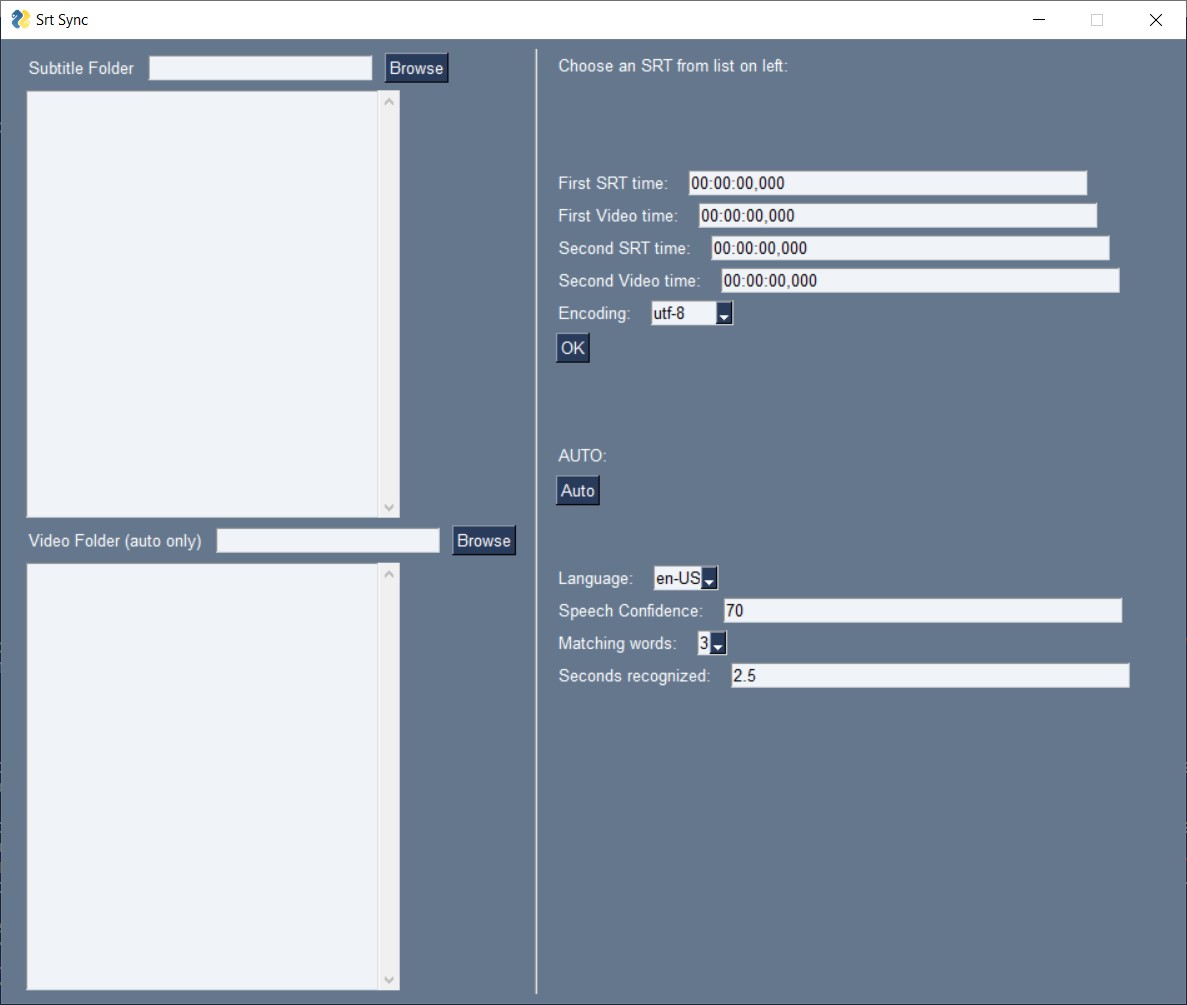 Srt Sync
Subtitle Folder Browse
Video Folder (auto only) Browse
Choose an SRT from list on left:
First SRT time: 00:00:00,000
First Video time: 00:00:00,000
Second SRT time: 00:00:00,000
Second Video time: 00:00:00,000
Encoding: utf-8
OK
AUTO:
Auto
Language: en-US
Speech Confidence: 70
Matching words: 3
Seconds recognized: 2.5